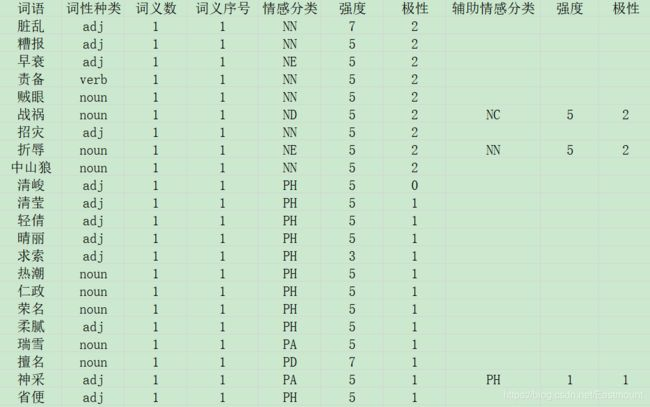 词语 词性种类 词义数 词义序号 情感分类 强度 极性 辅助情感分类 强度 极性
脏乱 adj 1 1 NN 7 2
糟报 adj 1 1 NN 5 2
早衰 adj 1 1 NE 5 2
责备 verb 1 1 NN 5 2
贼眼 noun 1 1 NN 5 2
战祸 noun 1 1 ND 5 2 NC 5 2
招灾 adj 1 1 NN 5 2
折辱 noun 1 1 NE 5 2 NN 5 2
中山狼 noun 1 1 NN 5 2
清峻 adj 1 1 PH 5 0
清莹 adj 1 1 PH 5 1
轻倩 adj 1 1 PH 5 1
晴丽 adj 1 1 PH 5 1
求索 adj 1 1 PH 3 1
热潮 noun 1 1 PH 5 1
仁政 noun 1 1 PH 5 1
荣名 noun 1 1 PH 5 1
柔腻 adj 1 1 PH 5 1
瑞雪 noun 1 1 PA 5 1
擅名 noun 1 1 PD 7 1
神采 adj 1 1 PA 5 1 PH 1 1
省便 adj 1 1 PH 5 1
https://blog.csdn.net/Eastmount